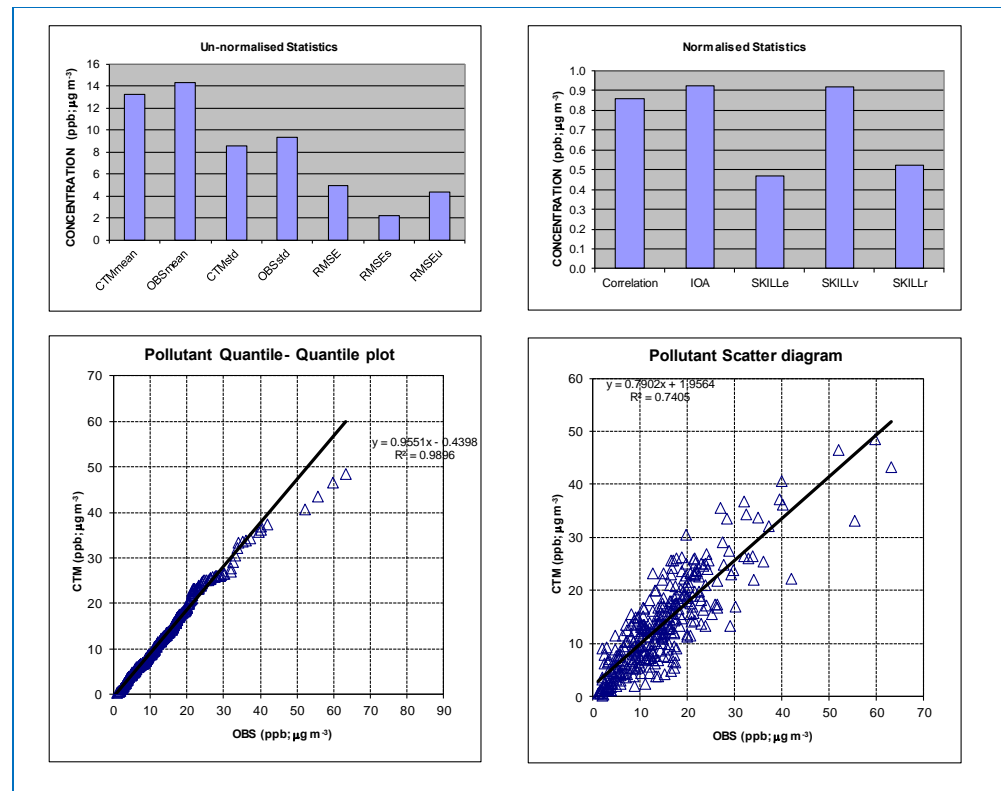 Un-normalised Statistics
16
14
12
10
8
6
4
2
0
CONCENTRATION (ppb;µg m-3)
CTMmean
OBSmean
CTMstd
OBSstd
RMSE
RMSEs
RMSEu
Normalised Statistics
1.0
0.9
0.8
0.7
0.6
0.5
0.4
0.3
0.2
0.1
0.0
CONCENTRATION (ppb;µg m-3)
Correlation IOA SKILLe SKILLv SKILLr
Pollutant Quantile- Quantile plot
70
60
50
40
30
20
10
0
CTM (ppb;µg m-3)
y = 0.9551x - 0.4398
R² = 0.9896
0 10 20 30 40 50 60 70 80 90
OBS (ppb;µg m-3)
Pollutant Scatter diagram
60
50
40
30
20
10
0
CTM (ppb;µg m-3)
y = 0.7902x + 1.9564
R² = 0.7405
0 10 20 30 40 50 60 70
OBS (ppb;µg m-3)